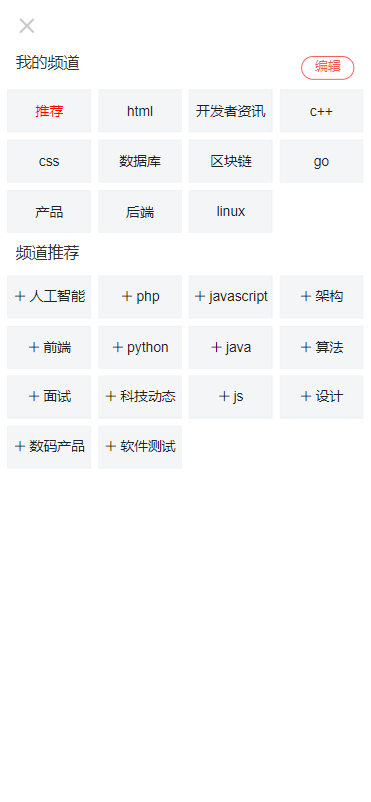 我的频道 编辑
推荐 html 开发者资讯 c++
css 数据库 区块链 go
产品 后端 linux
频道推荐
+ 人工智能 + php + javascript + 架构
+ 前端 + python + java + 算法
+ 面试 + 科技动态 + js + 设计
+ 数码产品 + 软件测试